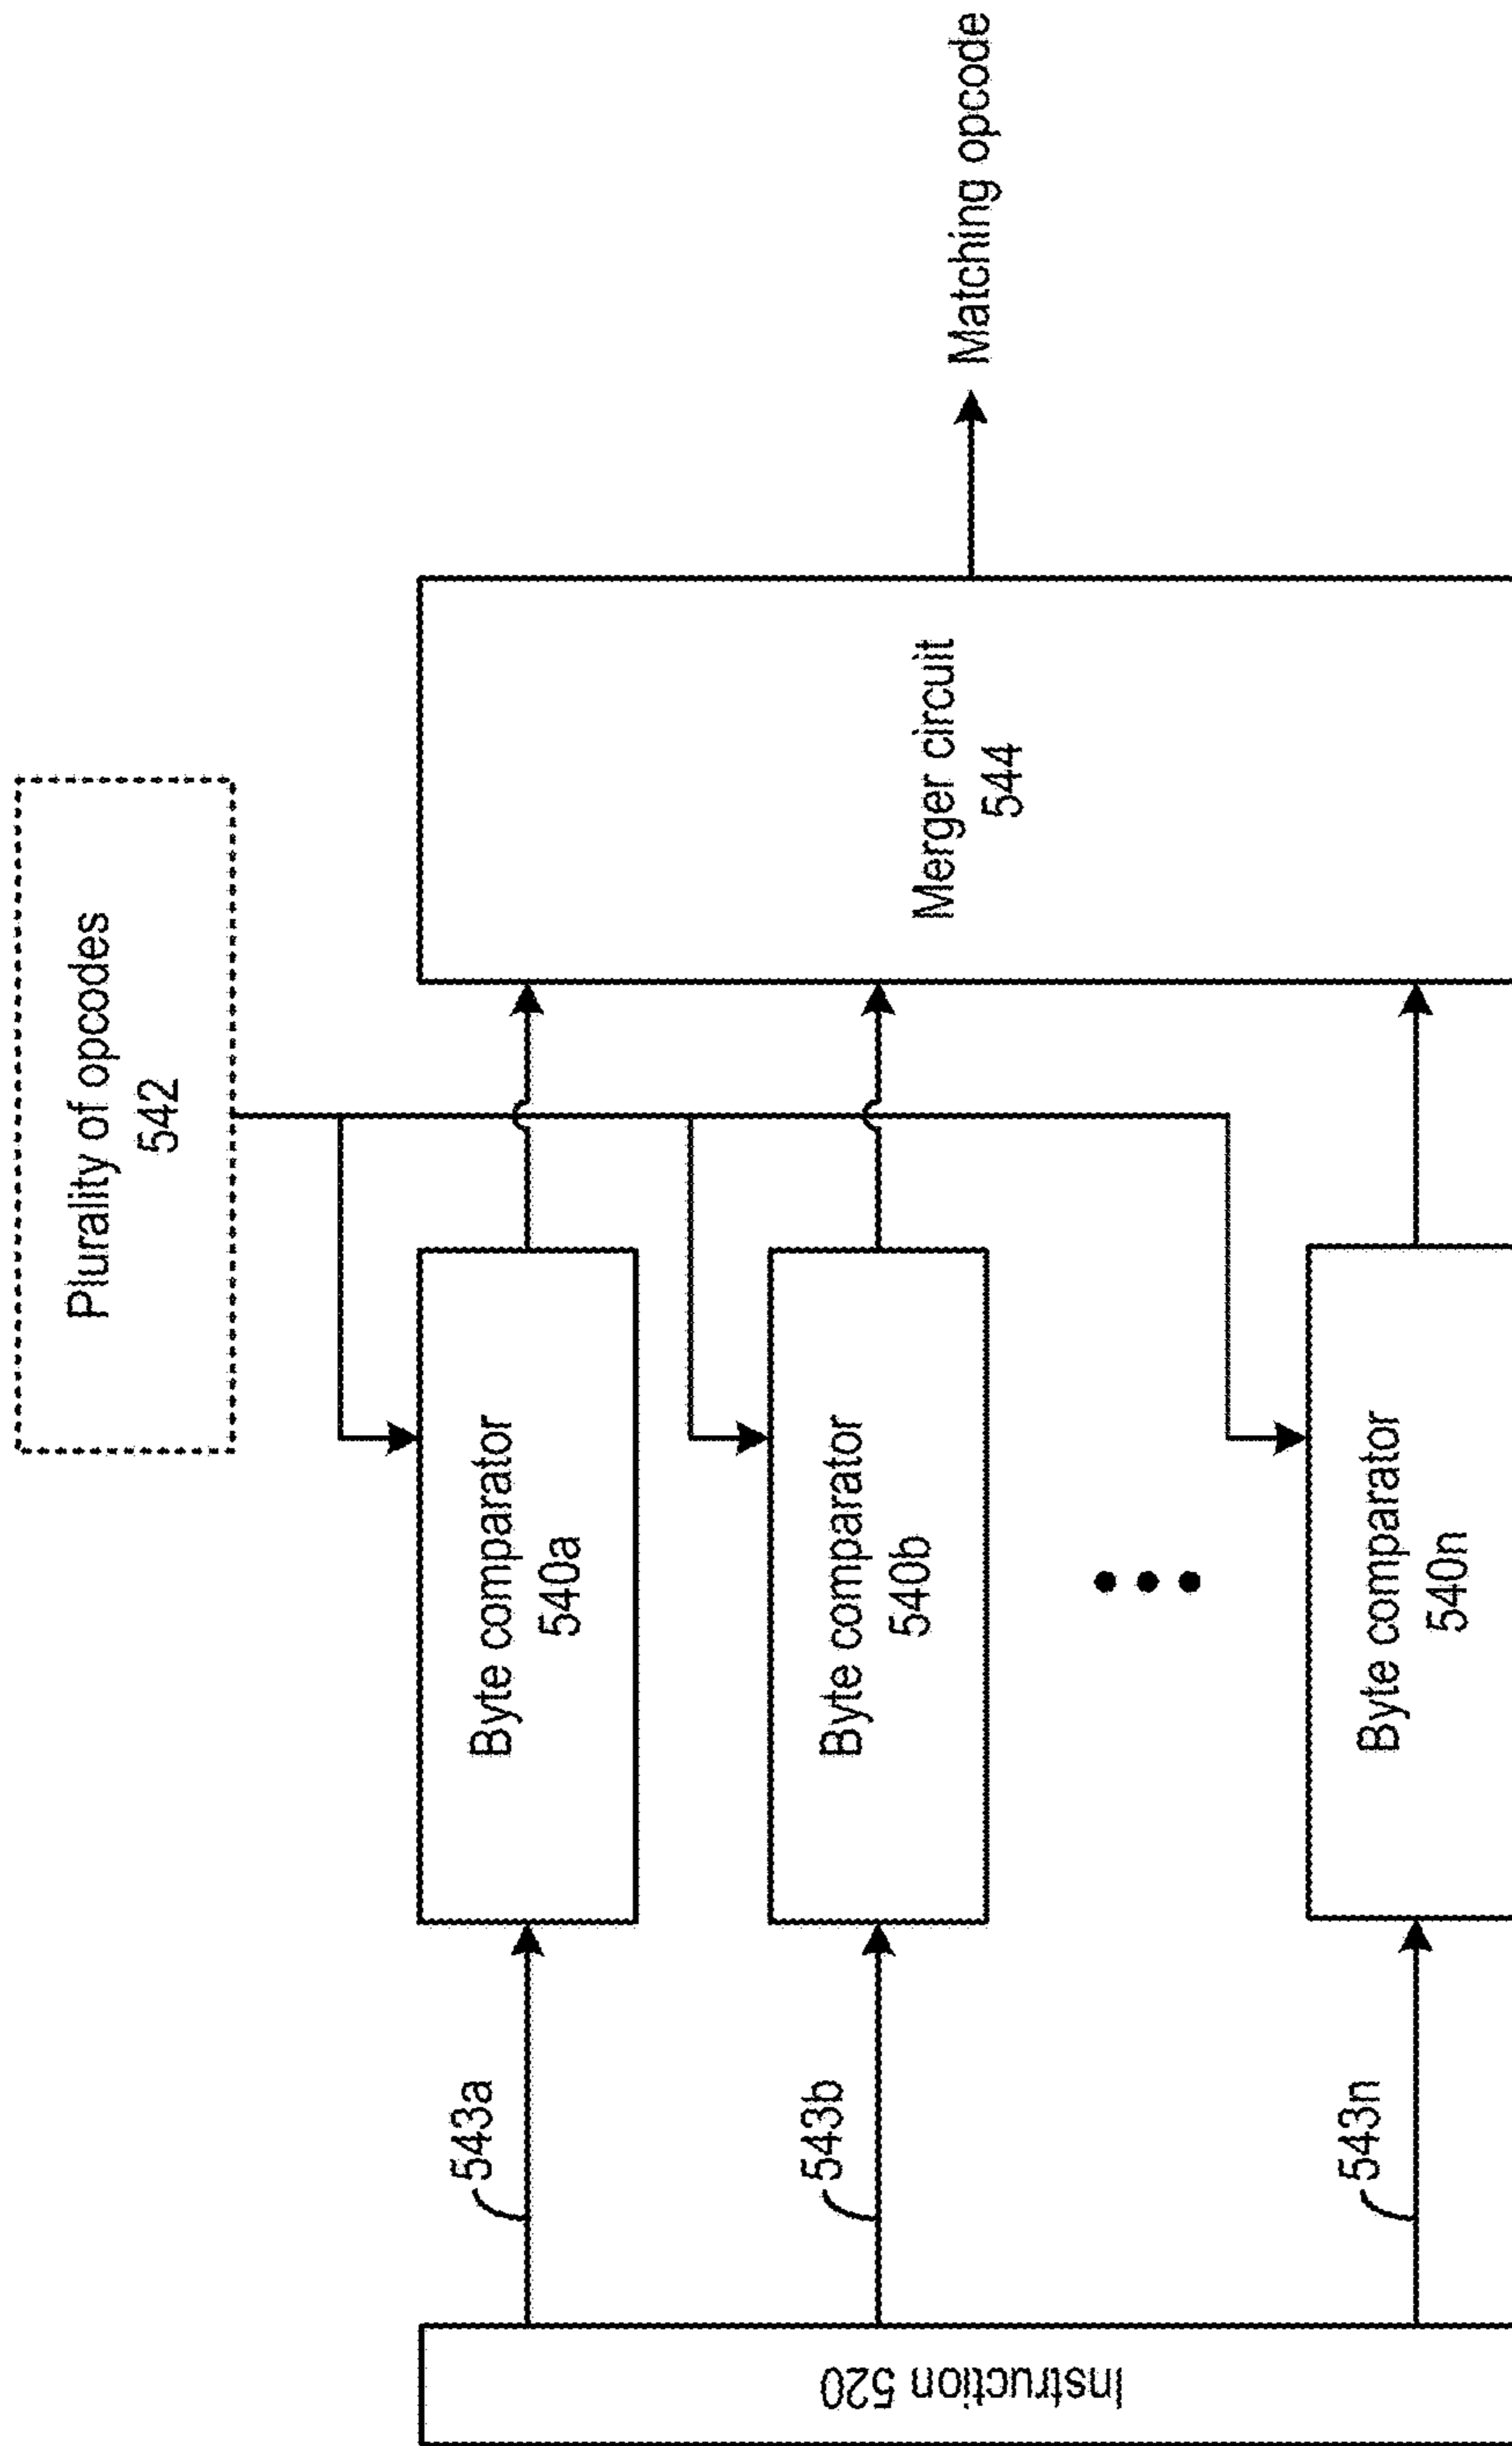 Plurality of opcodes
542
Instruction 520
543a
543b
543n
Byte comparator
540a
Byte comparator
540b
Byte comparator
540n
Merger circuit
544
Matching opcode